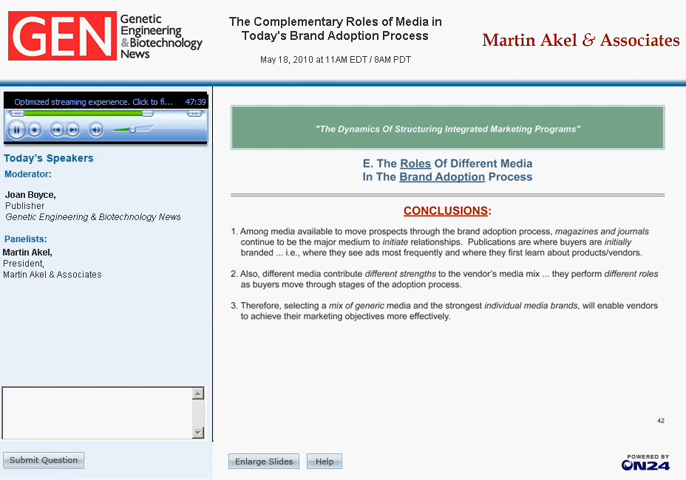 GEN
Genetic
Engineering
& Biotechnology
News
The Complementary Roles of Media in
Today's Brand Adoption Process
May 18, 2010 at 11AM EDT / 8AM PDT
Martin Akel & Associates
Optimized streaming experience. Click to fi...
47:39
Today's Speakers
Moderator:
Joan Boyce,
Publisher
Genetic Engineering & Biotechnology News
Panelists:
Martin Akel,
President,
Martin Akel & Associates
Submit Question
"The Dynamics Of Structuring Integrated Marketing Programs"
E. The Roles Of Different Media
In The Brand Adoption Process
CONCLUSIONS:
1. Among media available to move prospects through the brand adoption process, magazines and journals
continue to be the major medium to initiate relationships. Publications are where buyers are initially
branded ... i.e., where they see ads most frequently and where they first learn about products/vendors.
2. Also, different media contribute different strengths to the vendor's media mix ... they perform different roles
as buyers move through stages of the adoption process.
3. Therefore, selecting a mix of generic media and the strongest individual media brands, will enable vendors
to achieve their marketing objectives more effectively.
42
Enlarge Slides
Help
POWERED BY
ON24